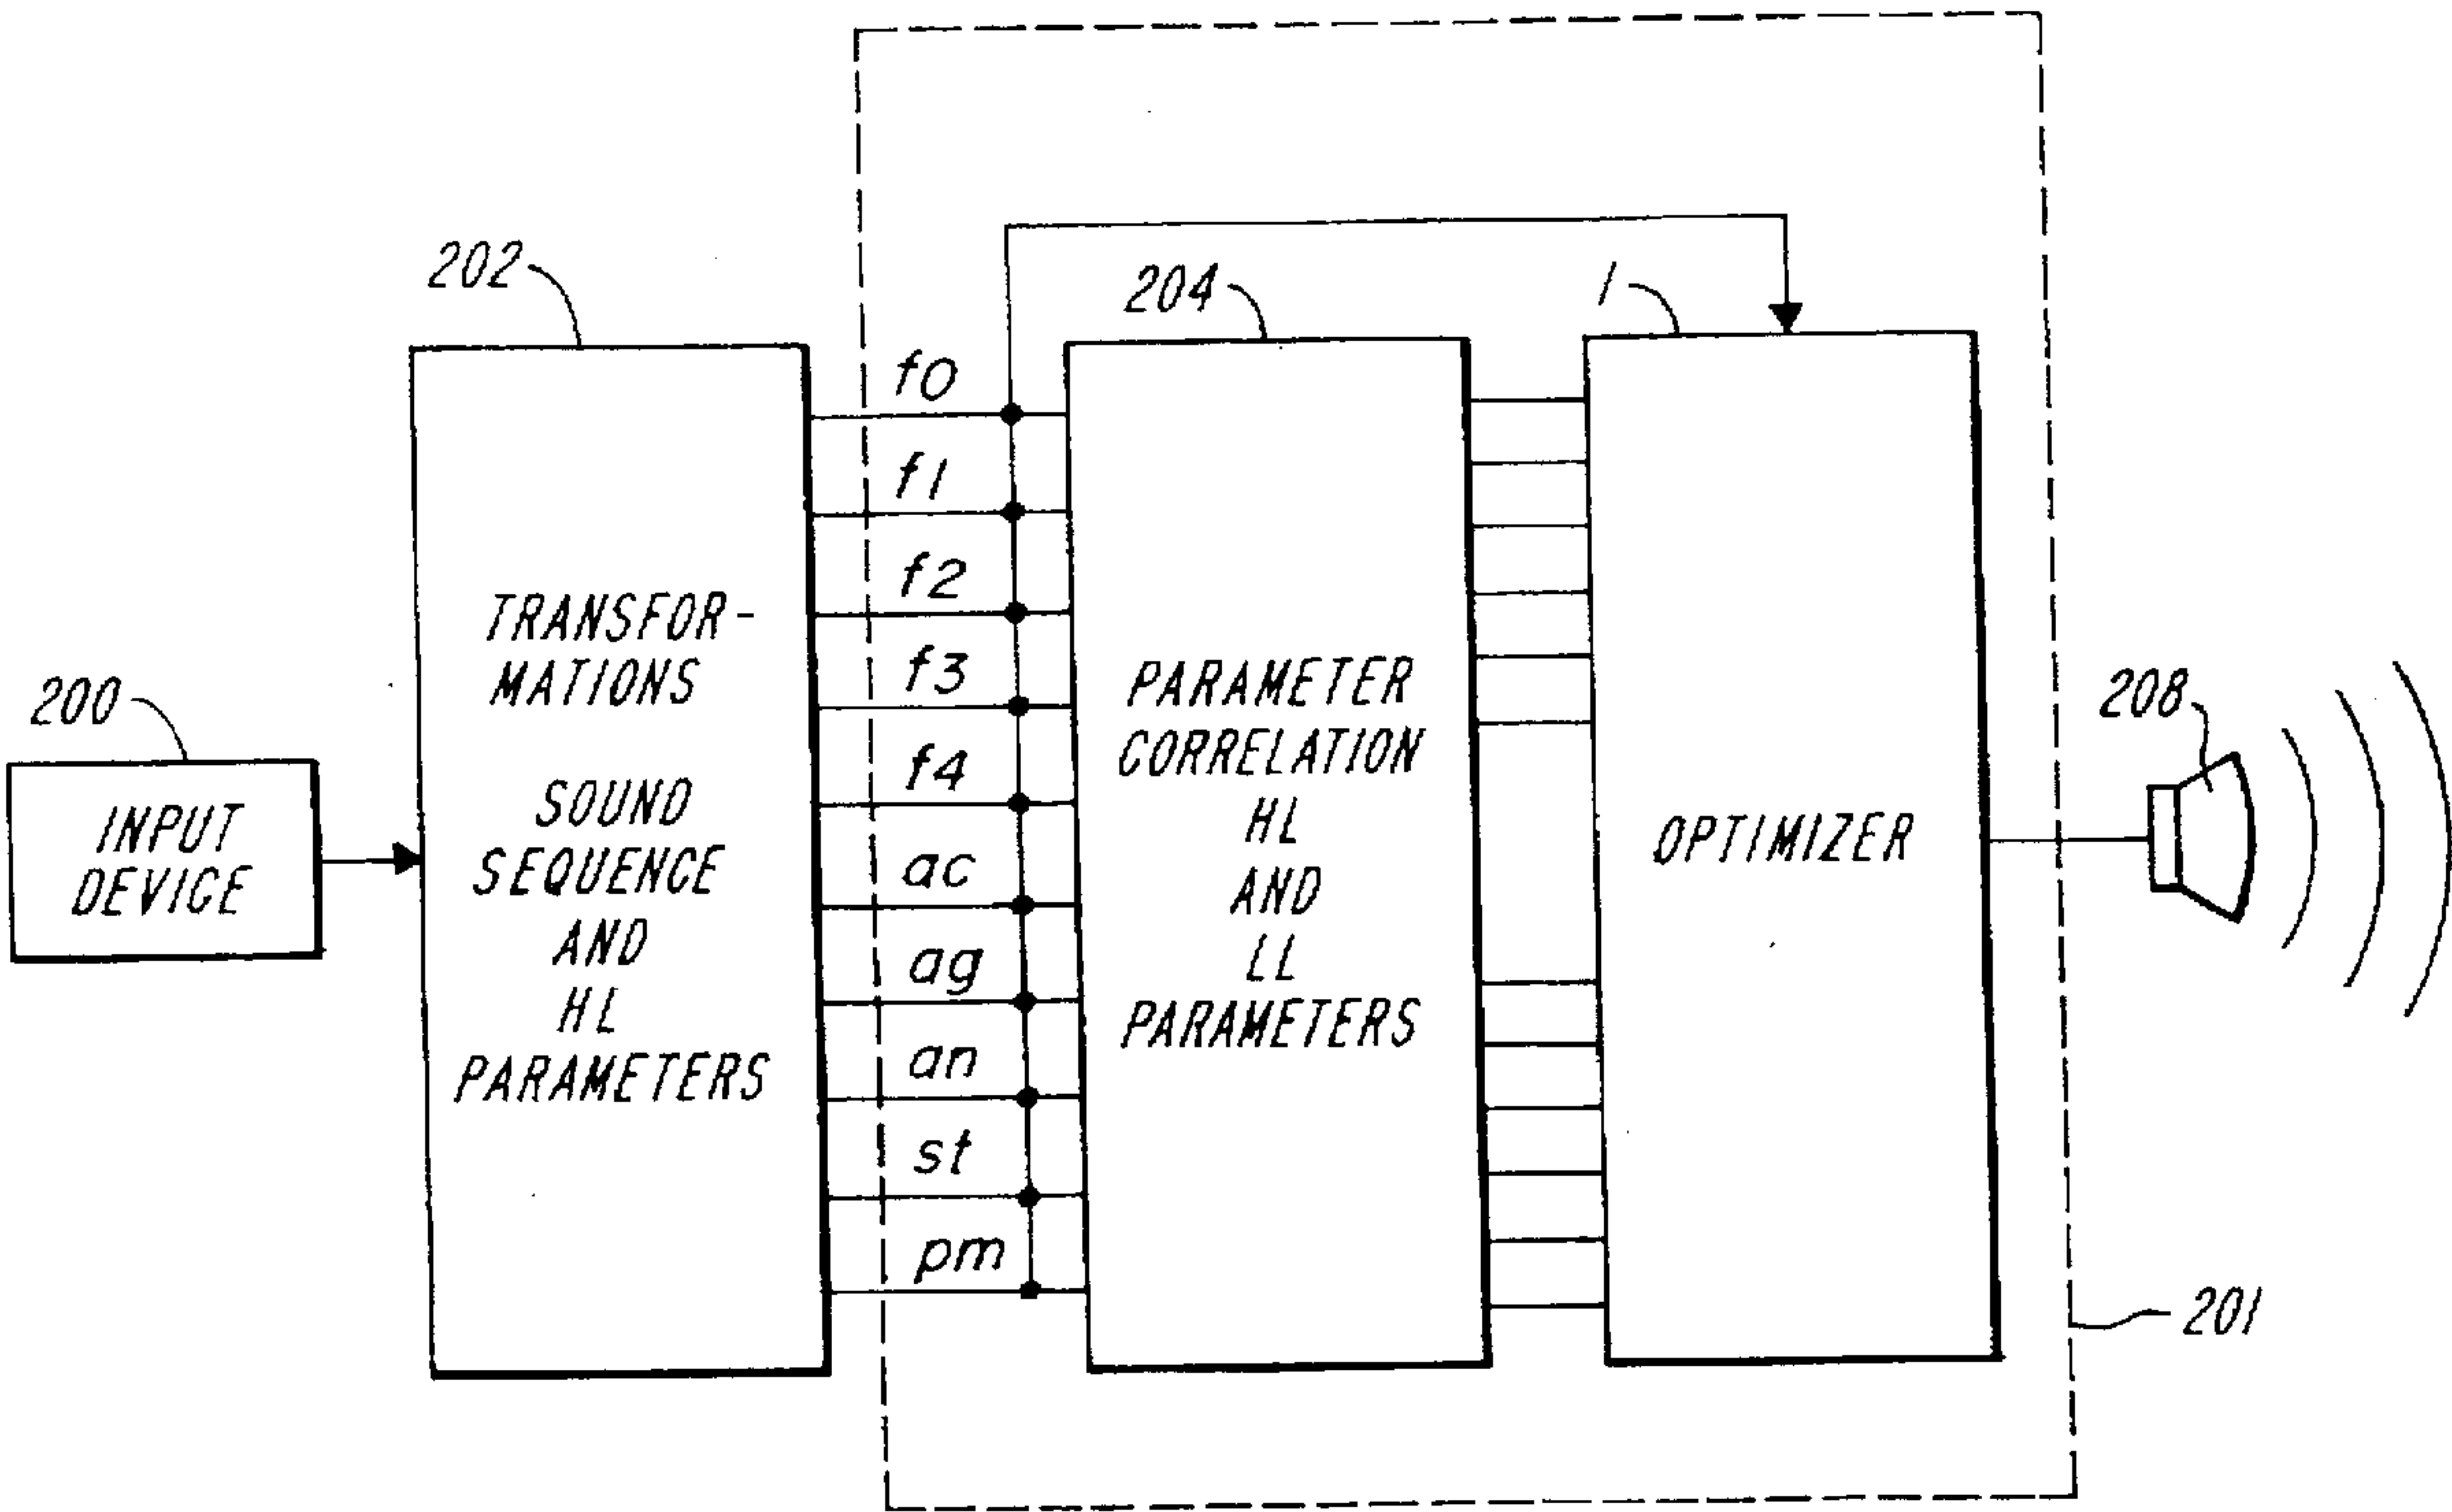 200
INPUT
DEVICE
202
TRANSFOR-
MATIONS
SOUND
SEQUENCE
AND
HL
PARAMETERS
f0
f1
f2
f3
f4
ac
ag
an
st
pm
204
PARAMETER
CORRELATION
HL
AND
LL
PARAMETERS
1
OPTIMIZER
208
201